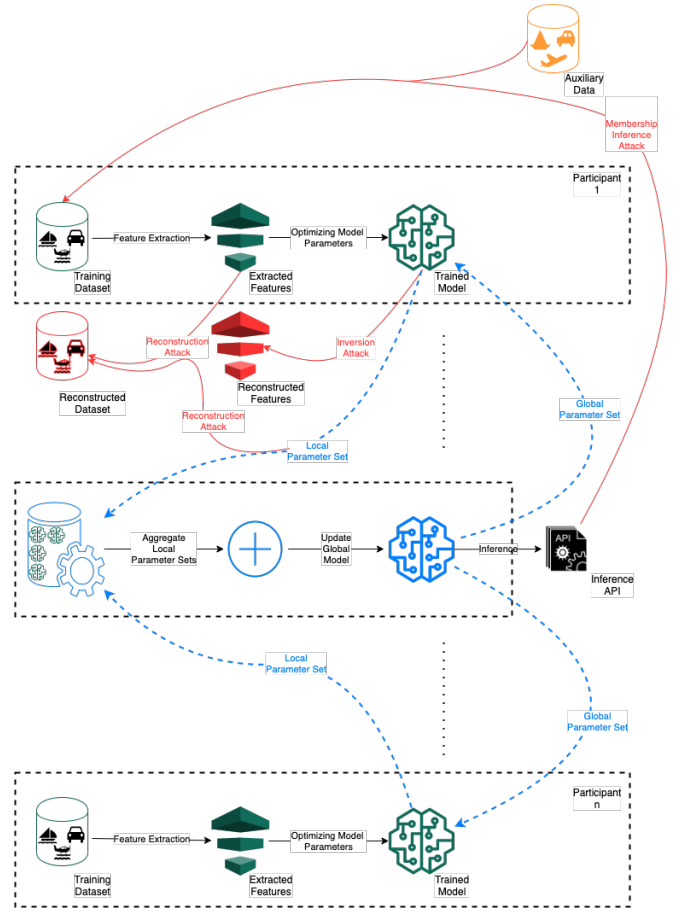 Auxiliary
Data
Membership
Inference
Attack
Participant
1
Feature Extraction
Optimizing Model
Parameters
Training
Dataset
Extracted
Features
Trained
Model
Reconstruction
Attack
Inversion
Attack
Reconstructed
Dataset
Reconstructed
Features
Reconstruction
Attack
Global
Parameter Set
Local
Parameter Set
Aggregate
Local
Parameter Sets
Update
Global
Model
Inference
API
Inference
API
Local
Parameter Set
Global
Parameter Set
Participant
n
Feature Extraction
Optimizing Model
Parameters
Training
Dataset
Extracted
Features
Trained
Model